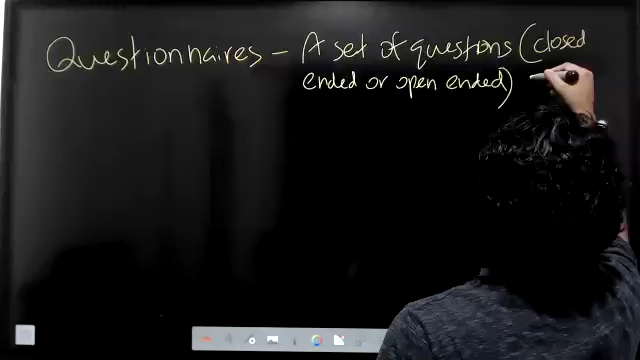 Questionnaires - A set of questions (closed
ended or open ended)